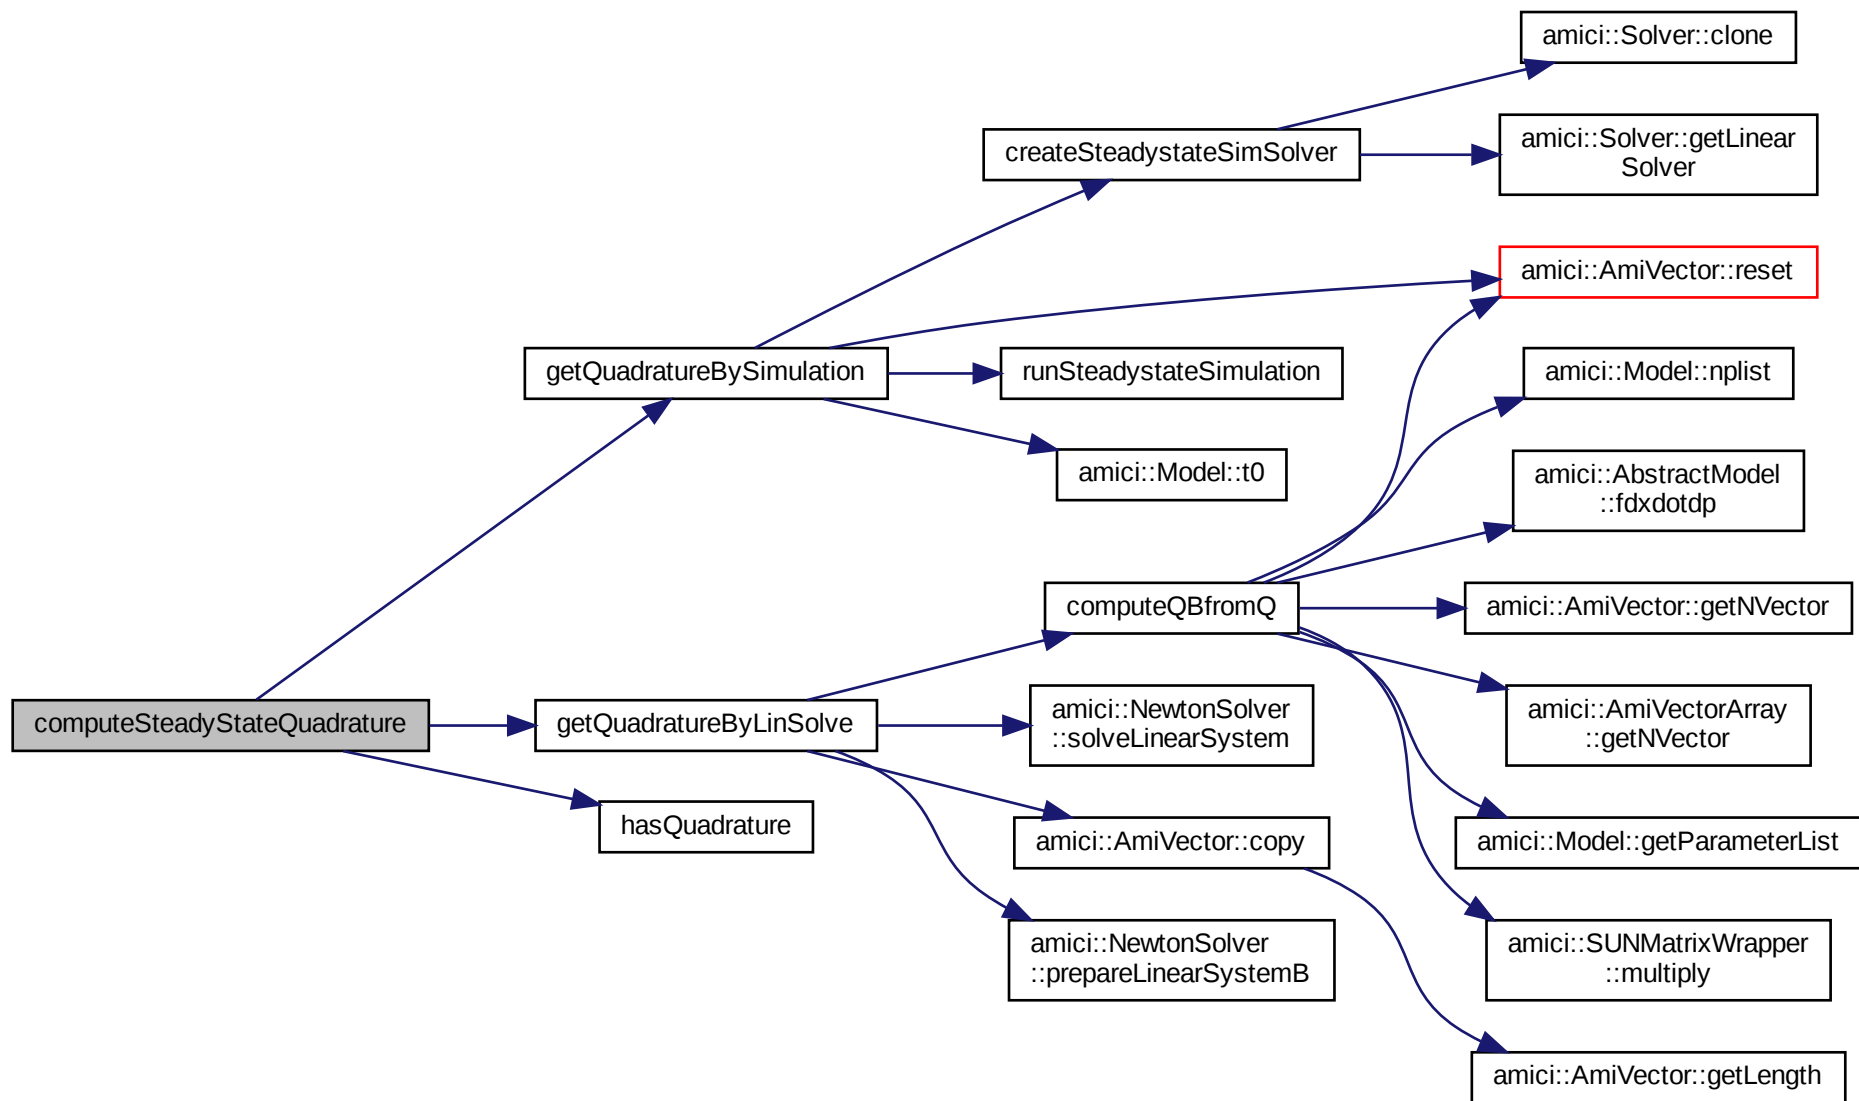 amici::Solver::clone
createSteadystateSimSolver
amici::Solver::getLinear
Solver
amici::AmiVector::reset
getQuadratureBySimulation
runSteadystateSimulation
amici::Model::nplist
amici::Model::t0
amici::AbstractModel
::fdxdotdp
computeQBfromQ
amici::AmiVector::getNVector
computeSteadyStateQuadrature
getQuadratureByLinSolve
amici::NewtonSolver
::solveLinearSystem
amici::AmiVectorArray
::getNVector
hasQuadrature
amici::AmiVector::copy
amici::Model::getParameterList
amici::NewtonSolver
::prepareLinearSystemB
amici::SUNMatrixWrapper
::multiply
amici::AmiVector::getLength